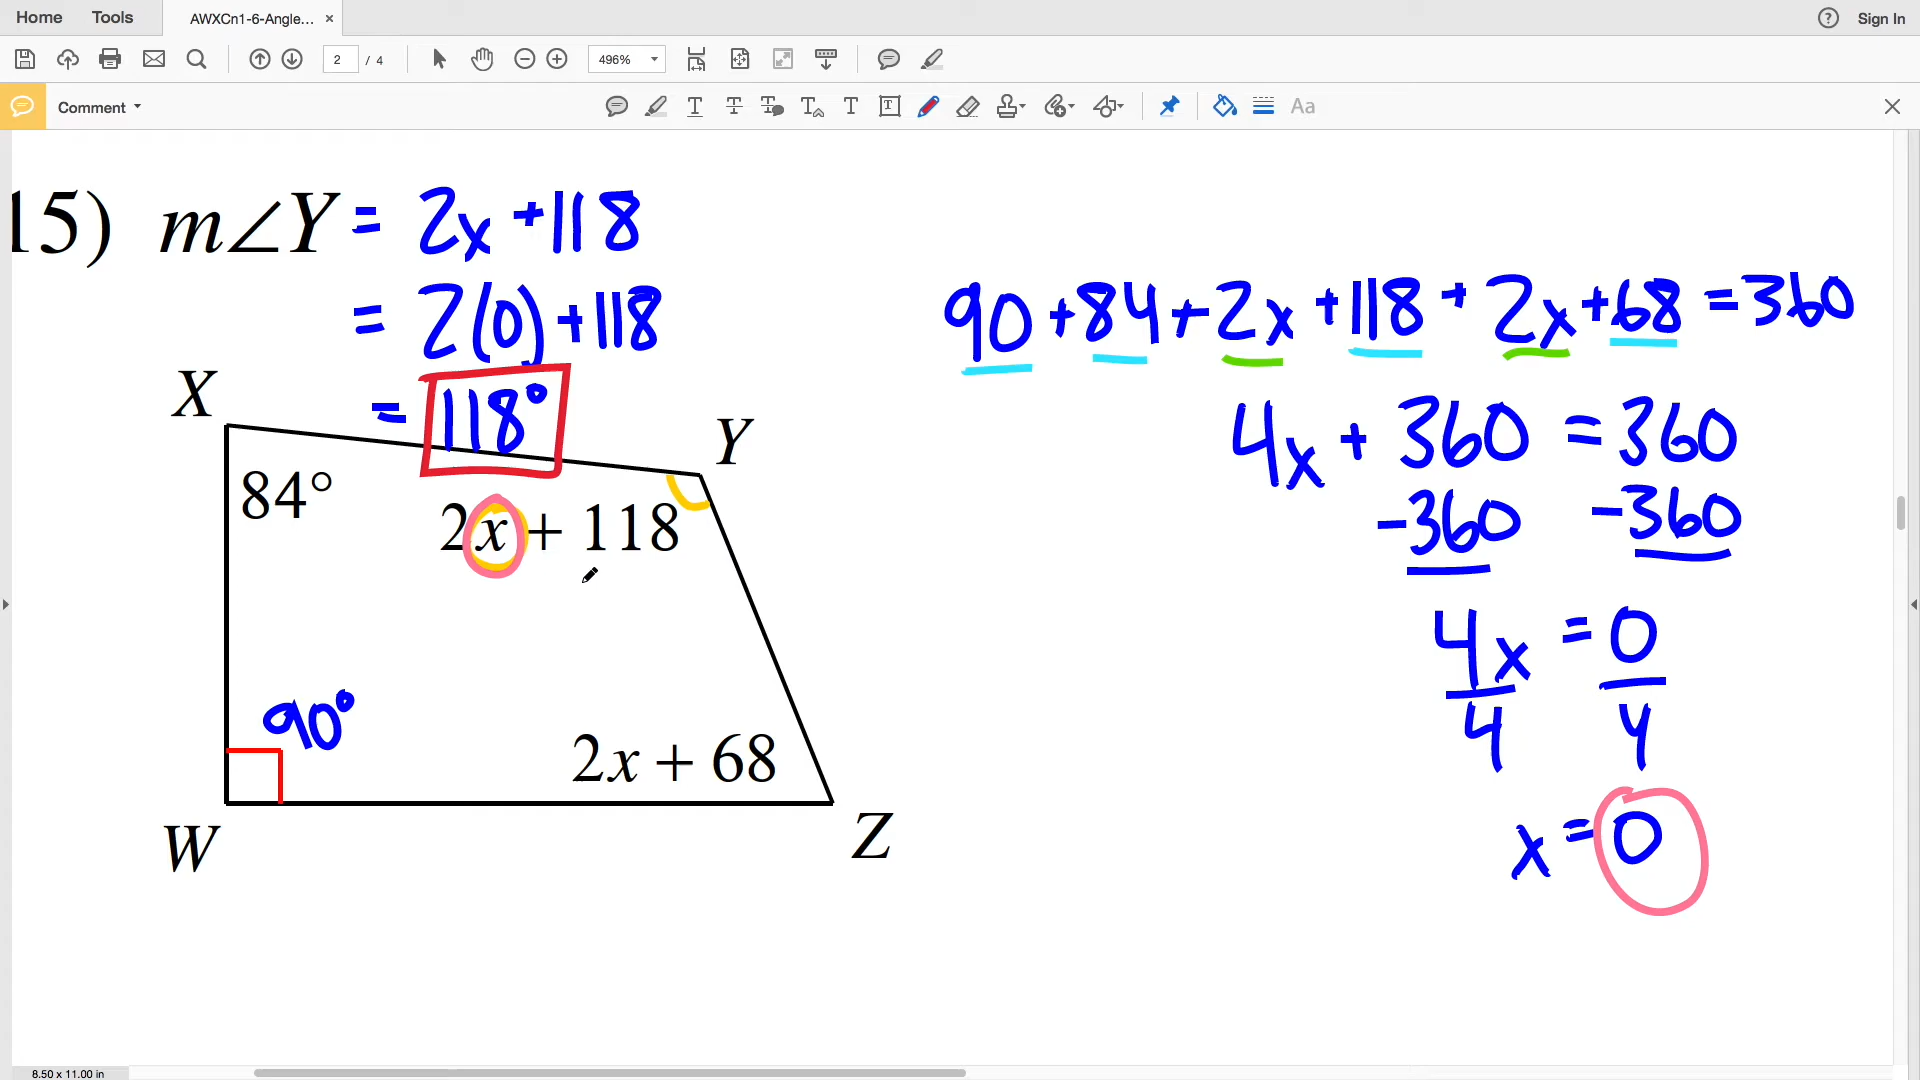 Home Tools AWXCn1-6-Angle... × ? Sign In
2 / 4 496%
Comment T T T T T T Aa
15) m∠Y = 2x +118
= 2(0) +118
= 118°
90 +84 + 2x +118 + 2x +68 = 360
4x + 360 = 360
-360 -360
4x = 0
4 4
x = 0
X
Y
84°
2x + 118
90°
2x + 68
W
Z
8.50 x 11.00 in